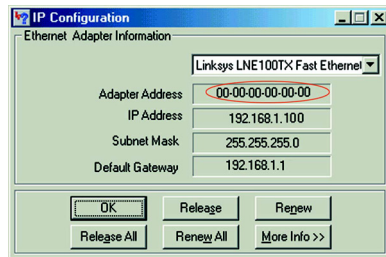 IP Configuration
Ethernet Adapter Information
Linksys LNE100TX Fast Ethernet
Adapter Address 00-00-00-00-00-00
IP Address 192.168.1.100
Subnet Mask 255.255.255.0
Default Gateway 192.168.1.1
OK Release Renew
Release All Renew All More Info >>